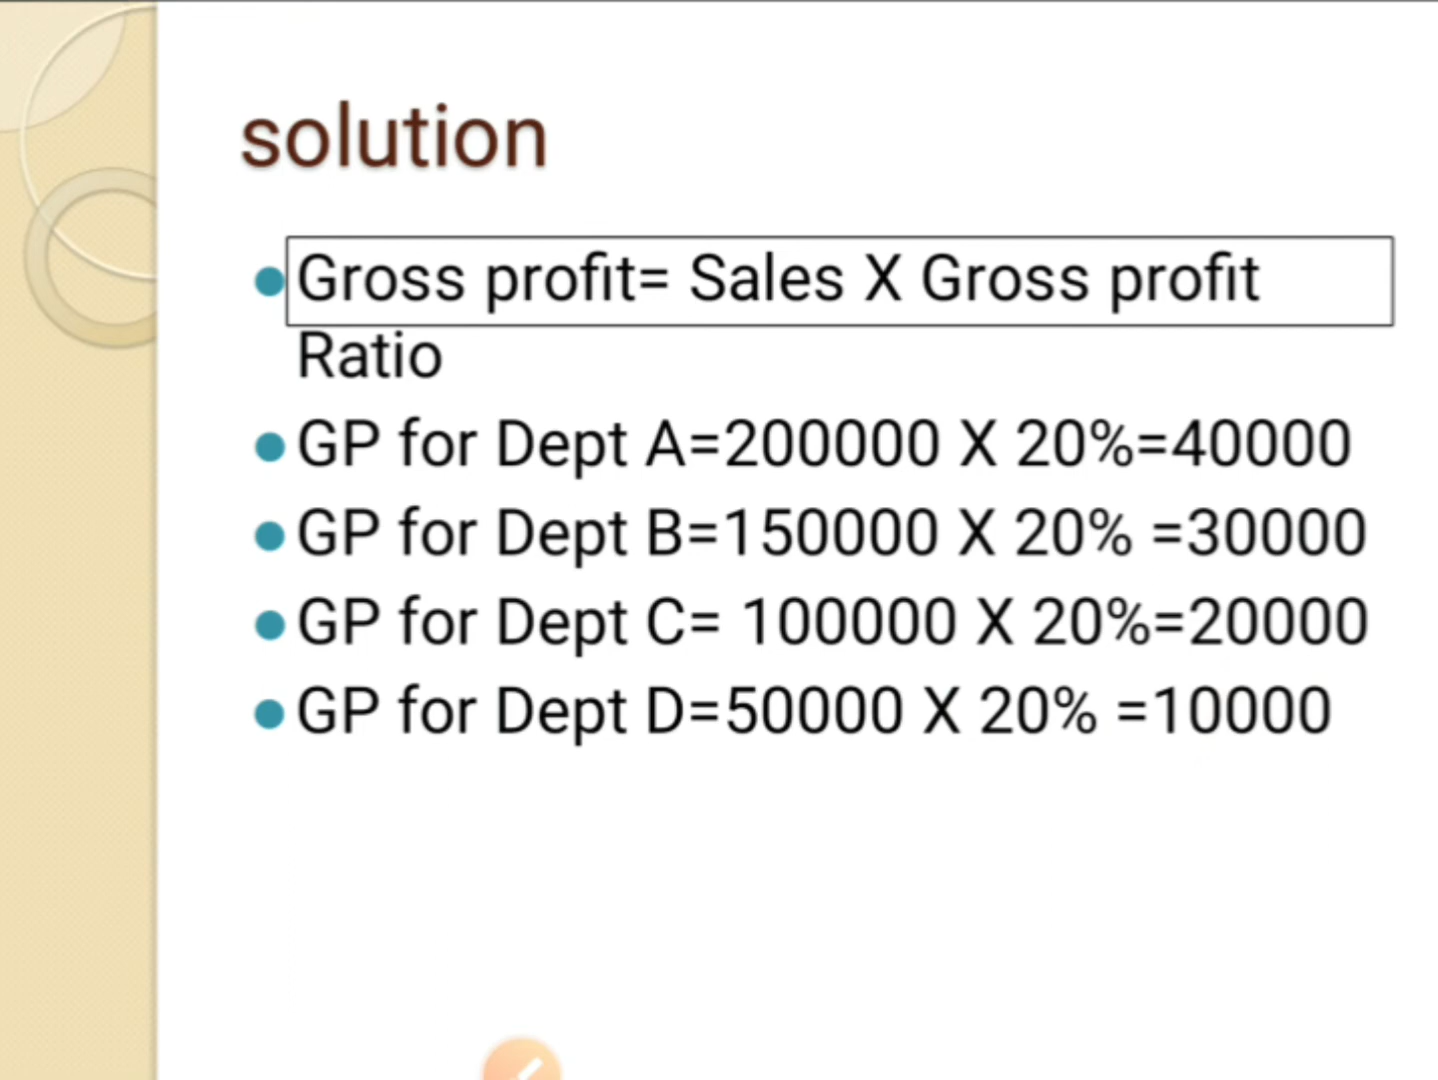 solution
Gross profit= Sales X Gross profit
Ratio
GP for Dept A=200000 X 20%=40000
GP for Dept B=150000 X 20% =30000
GP for Dept C= 100000 X 20%=20000
GP for Dept D=50000 X 20% =10000